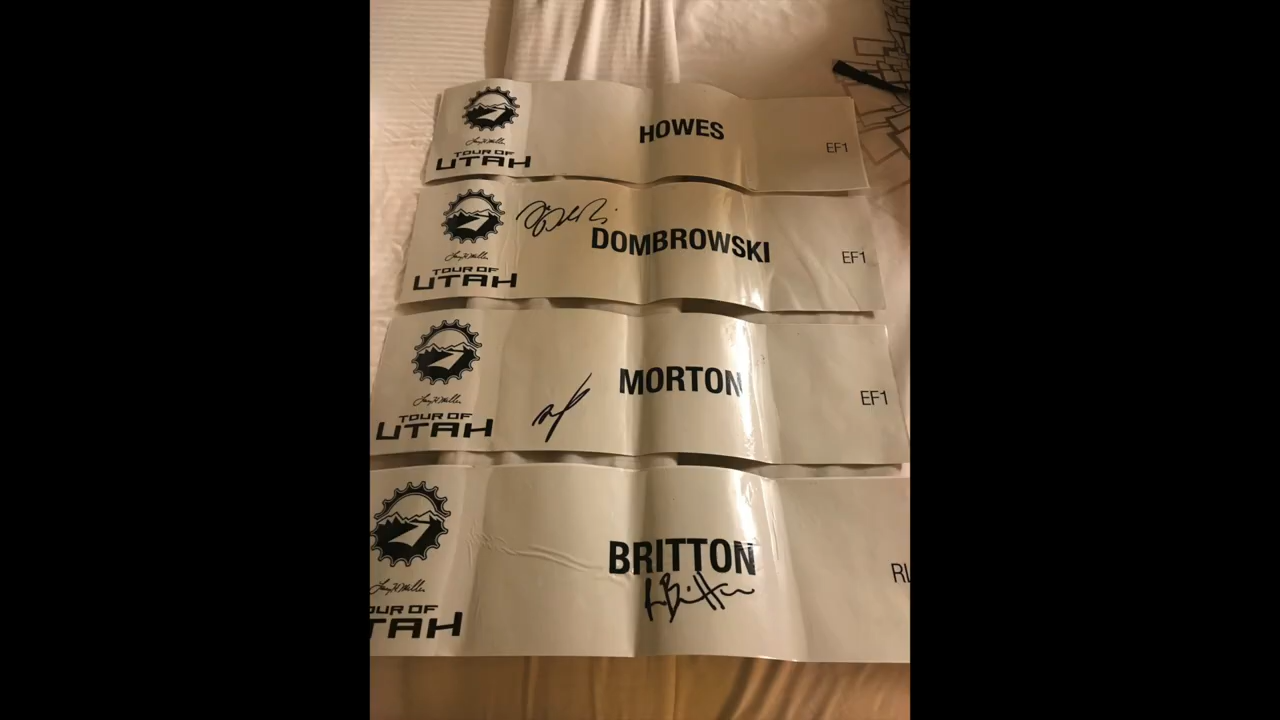 HOWES
EF1
TOUR OF
UTAH
DOMBROWSKI
EF1
TOUR OF
UTAH
MORTON
EF1
TOUR OF
UTAH
BRITTON
OUR OF
TAH